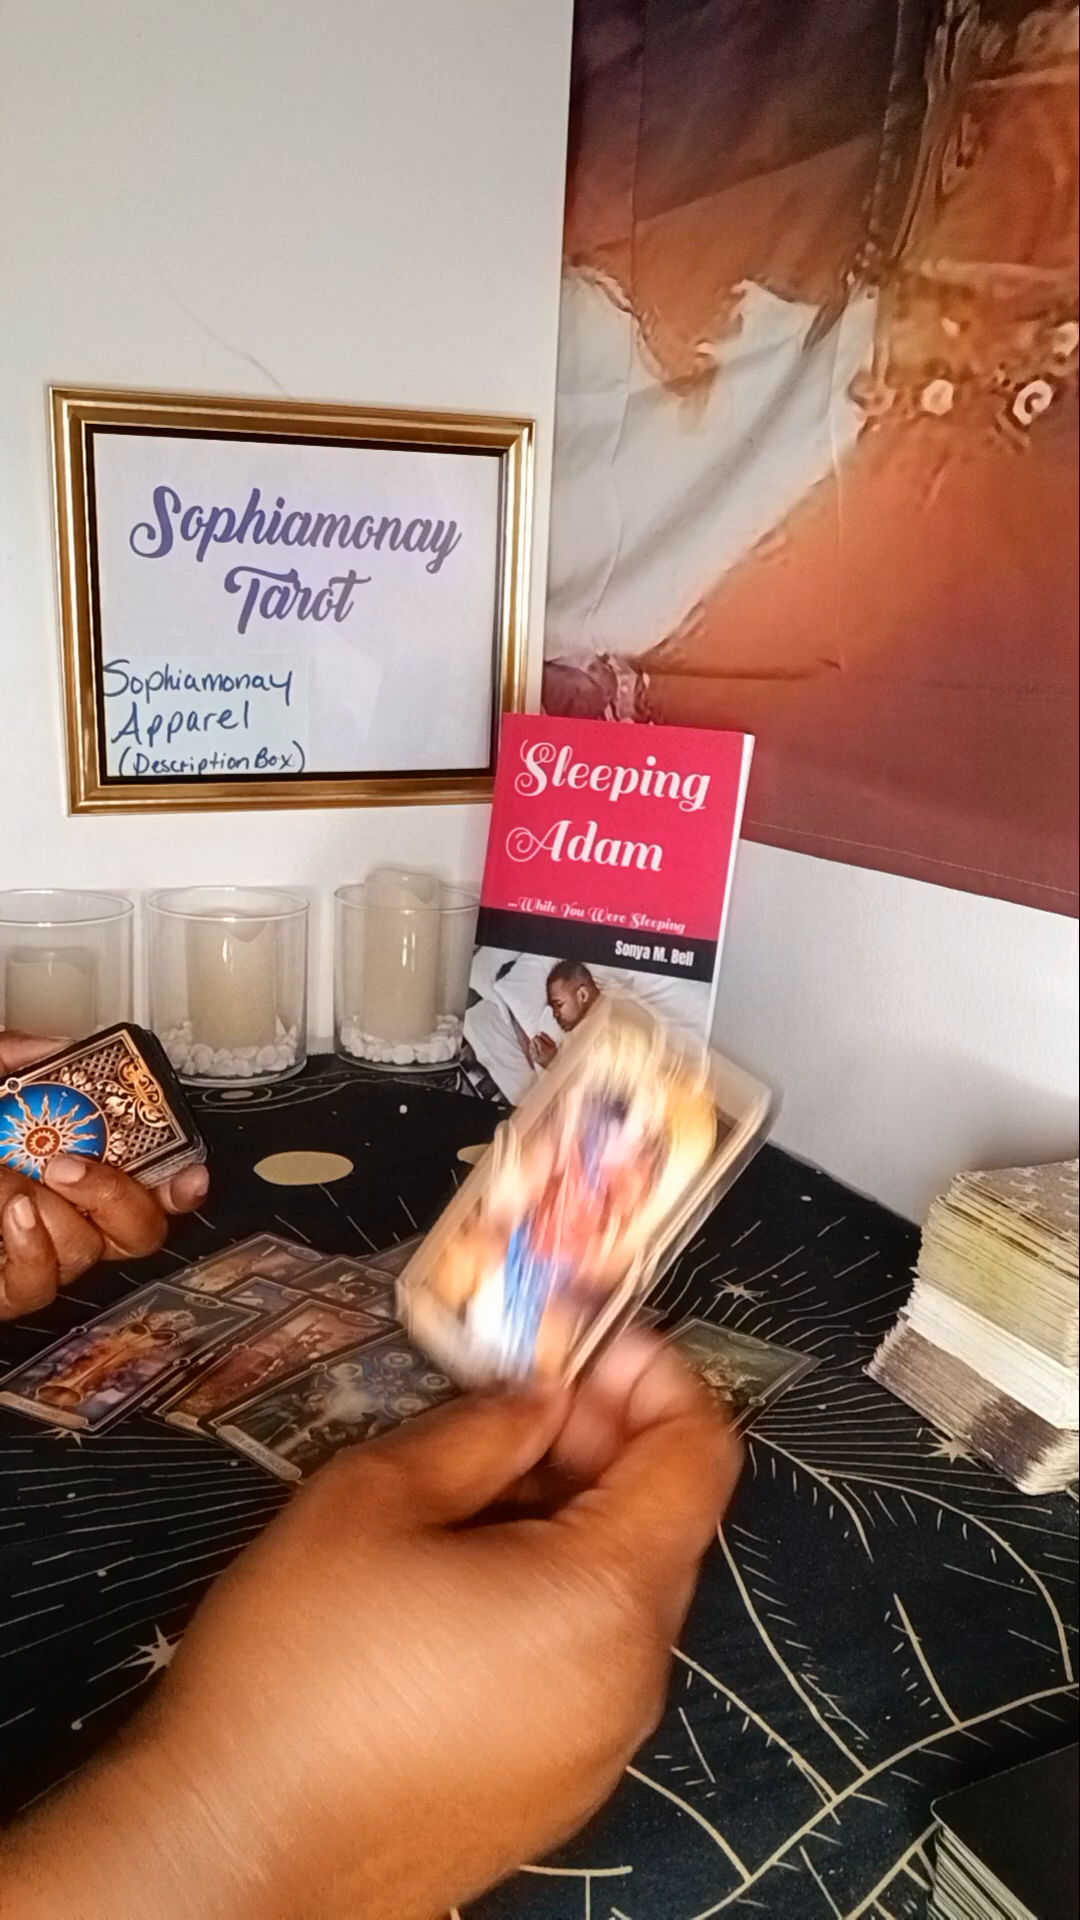 Sophiamonay
Tarot
Sophiamonay
Apparel
(Description Box)
Sleeping
Adam
...While You Were Sleeping
Sonya M. Bell